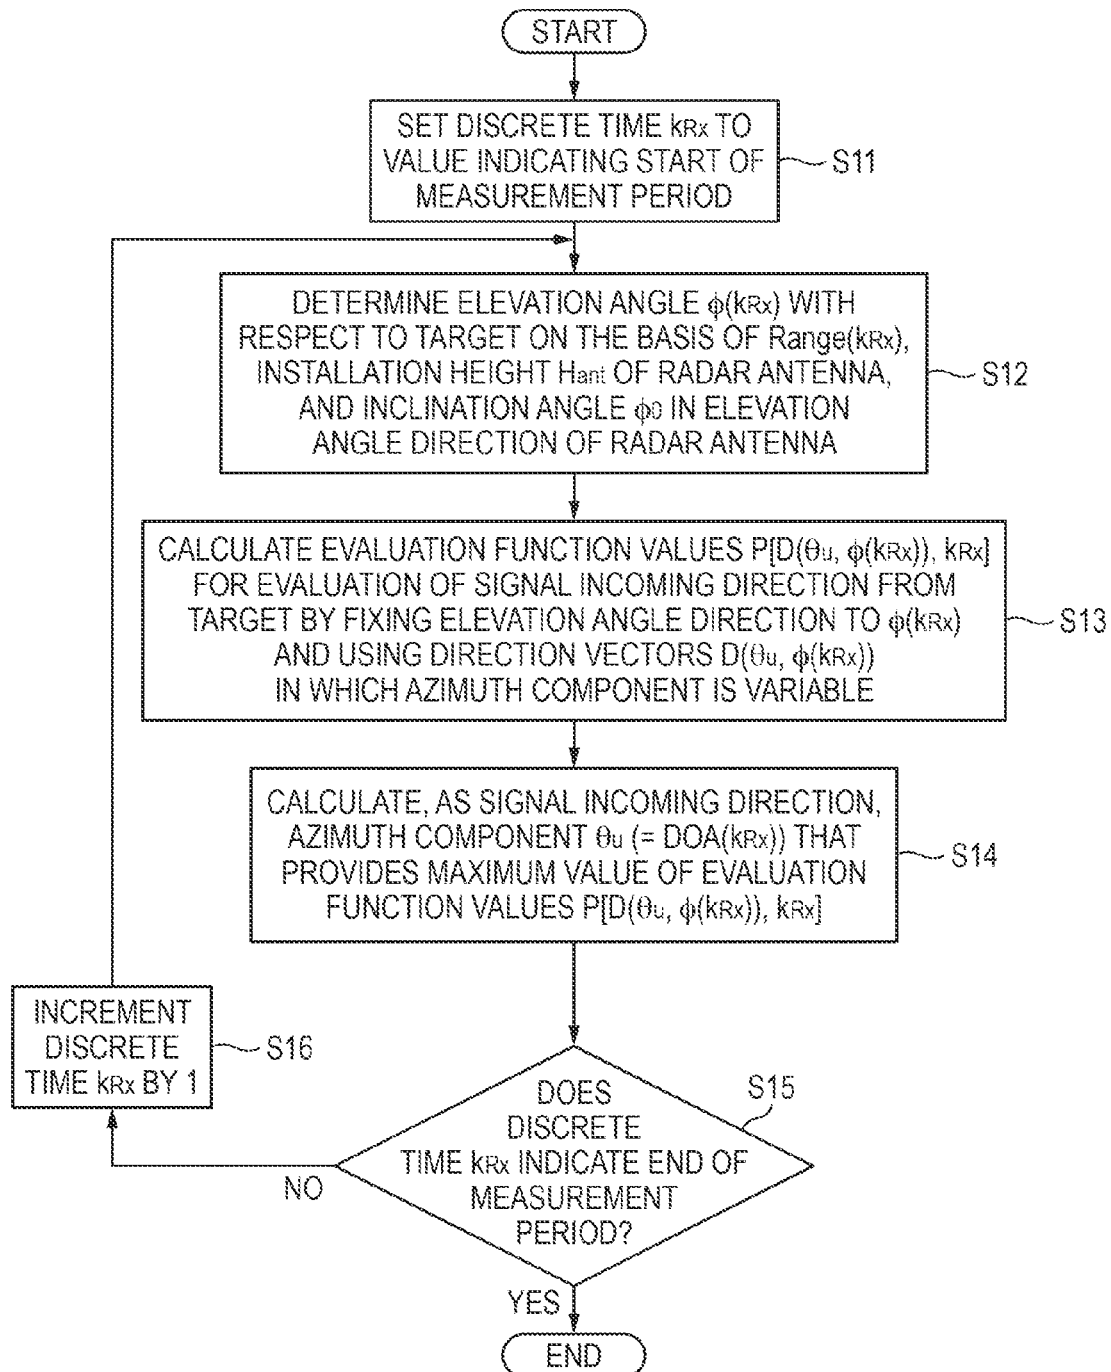 START
SET DISCRETE TIME kRx TO
VALUE INDICATING START OF
MEASUREMENT PERIOD
S11
DETERMINE ELEVATION ANGLE ϕ(kRx) WITH
RESPECT TO TARGET ON THE BASIS OF Range(kRx),
INSTALLATION HEIGHT Hant OF RADAR ANTENNA,
AND INCLINATION ANGLE ϕ0 IN ELEVATION
ANGLE DIRECTION OF RADAR ANTENNA
S12
CALCULATE EVALUATION FUNCTION VALUES P[D(θu, ϕ(kRx)), kRx]
FOR EVALUATION OF SIGNAL INCOMING DIRECTION FROM
TARGET BY FIXING ELEVATION ANGLE DIRECTION TO ϕ(kRx)
AND USING DIRECTION VECTORS D(θu, ϕ(kRx))
IN WHICH AZIMUTH COMPONENT IS VARIABLE
S13
CALCULATE, AS SIGNAL INCOMING DIRECTION,
AZIMUTH COMPONENT θu (= DOA(kRx)) THAT
PROVIDES MAXIMUM VALUE OF EVALUATION
FUNCTION VALUES P[D(θu, ϕ(kRx)), kRx]
S14
INCREMENT
DISCRETE
TIME kRx BY 1
S16
DOES
DISCRETE
TIME kRx INDICATE END OF
MEASUREMENT
PERIOD?
S15
NO
YES
END